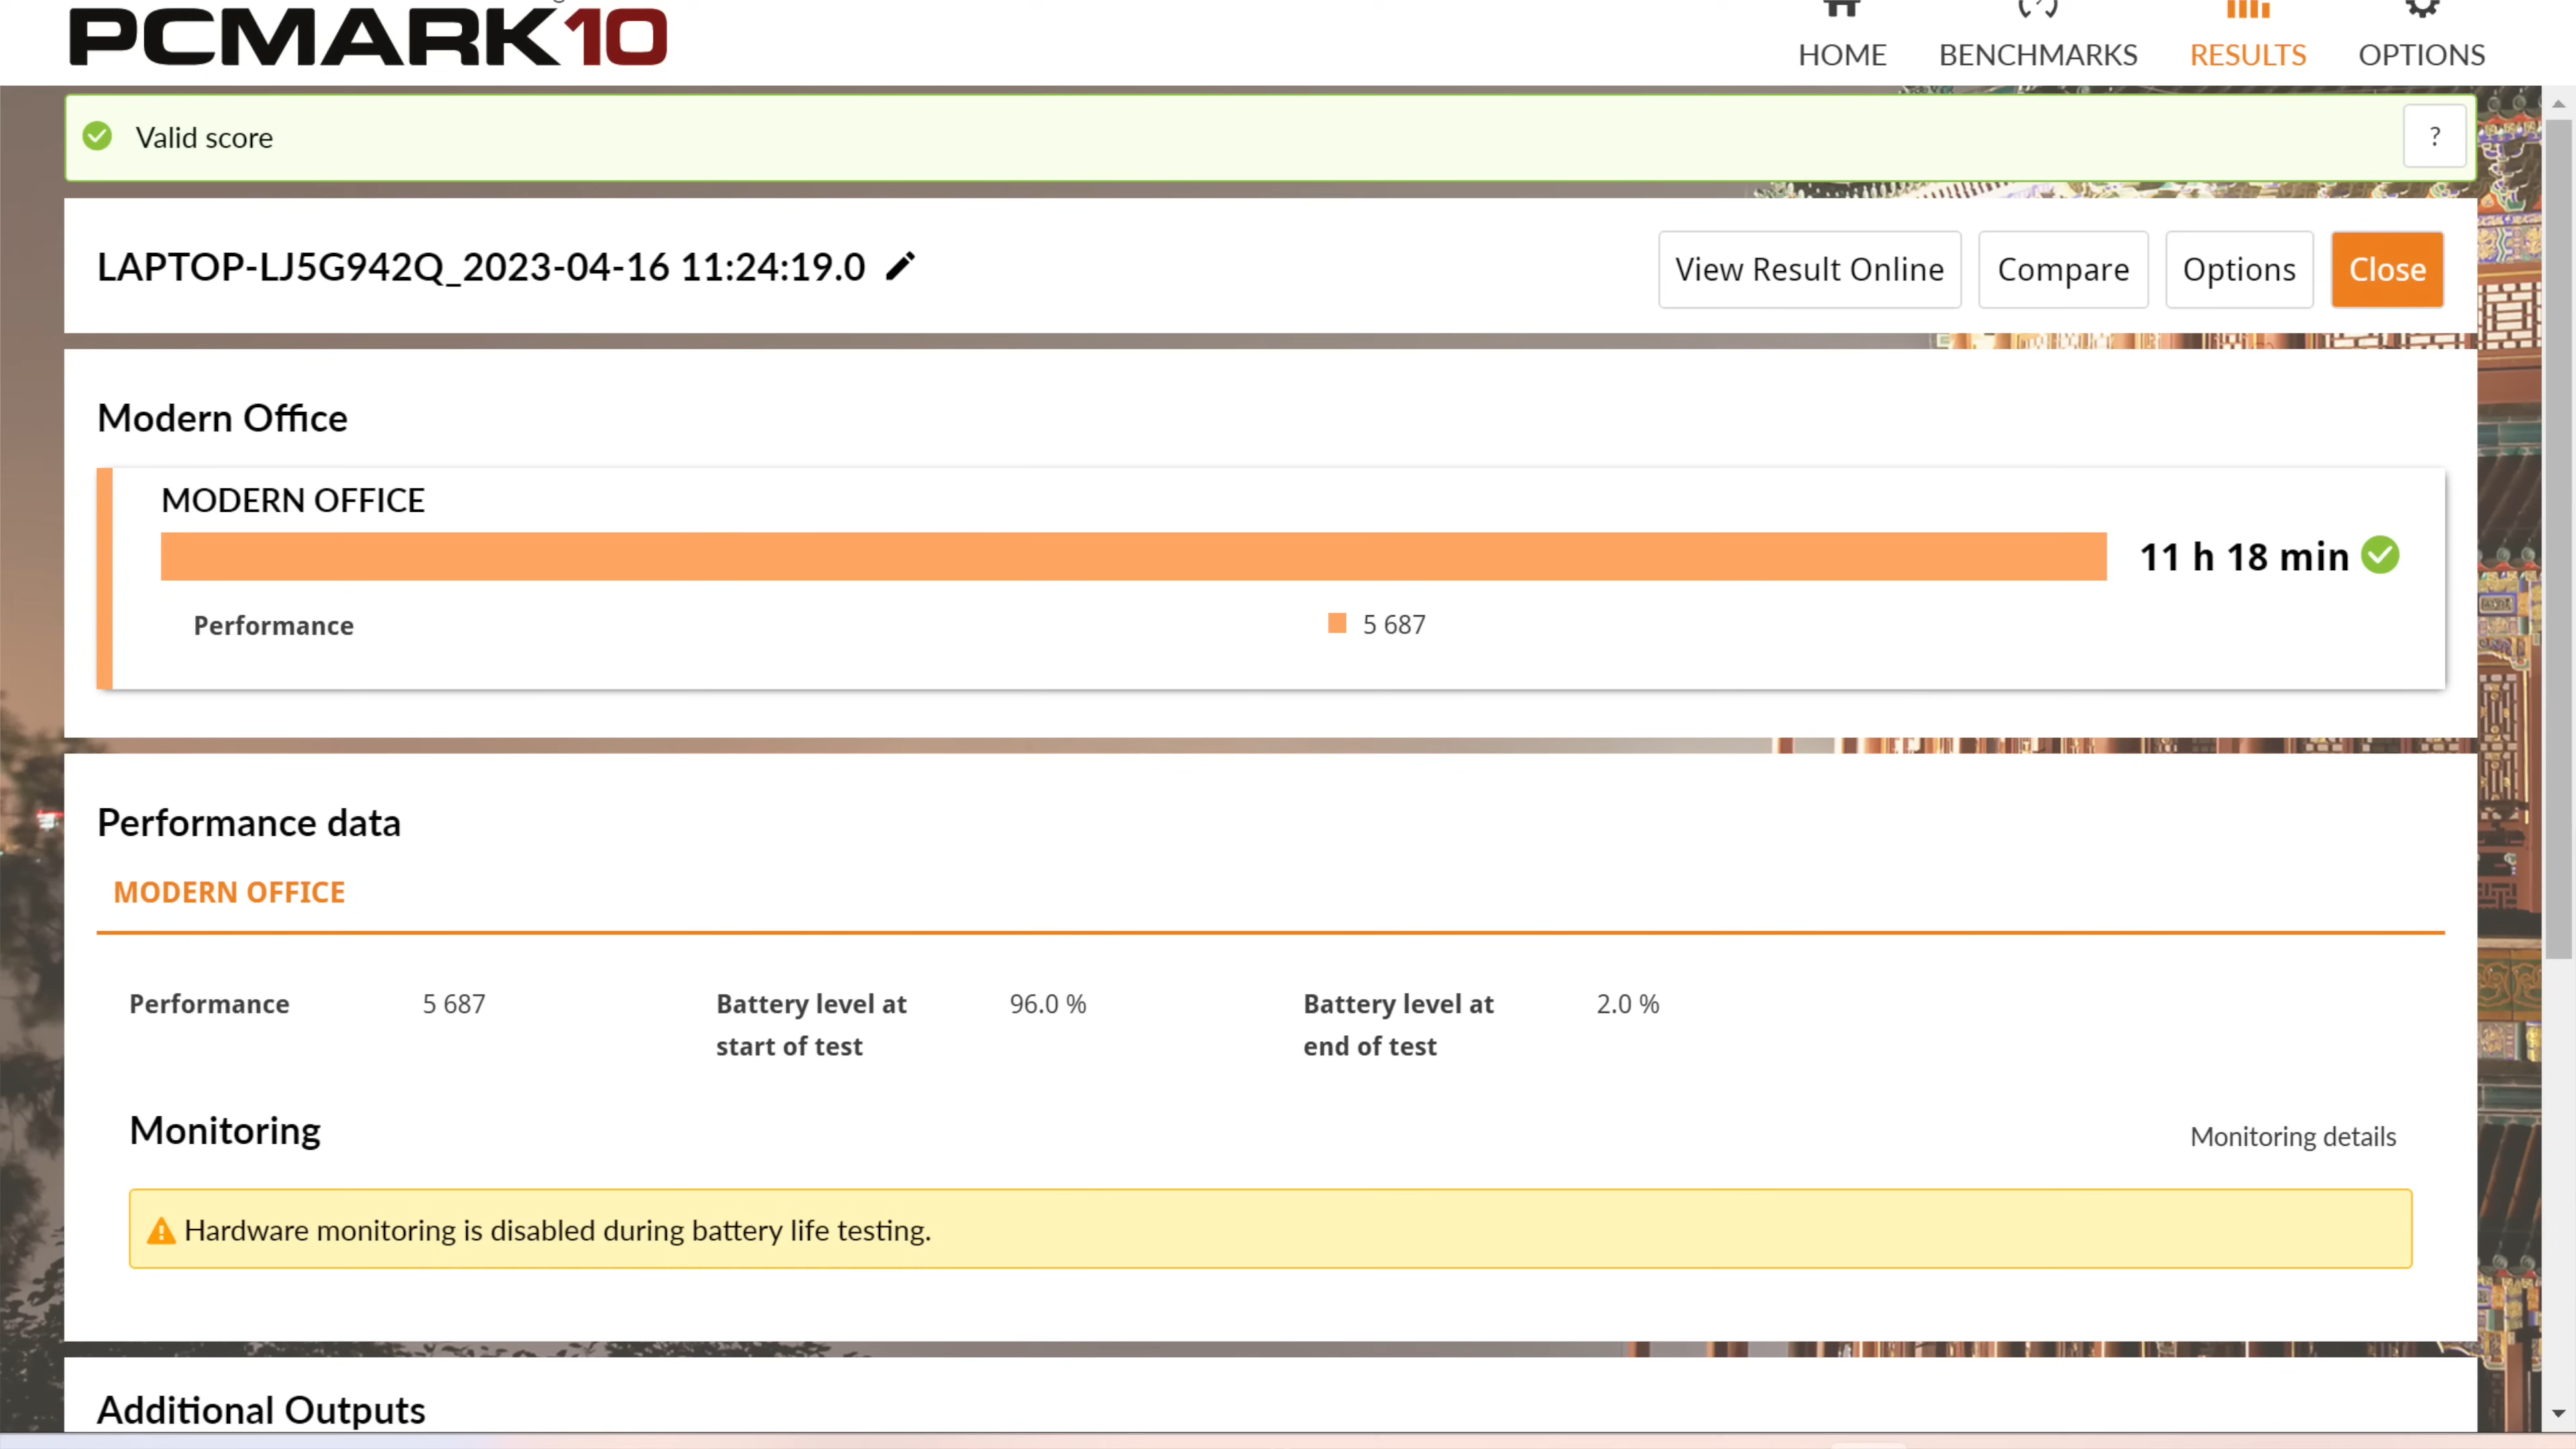 PCMARK10
HOME BENCHMARKS RESULTS OPTIONS
Valid score
?
LAPTOP-LJ5G942Q_2023-04-16 11:24:19.0
View Result Online Compare Options Close
Modern Office
MODERN OFFICE
11 h 18 min
Performance 5 687
Performance data
MODERN OFFICE
Performance 5 687 Battery level at 96.0 % Battery level at 2.0 %
start of test end of test
Monitoring Monitoring details
Hardware monitoring is disabled during battery life testing.
Additional Outputs